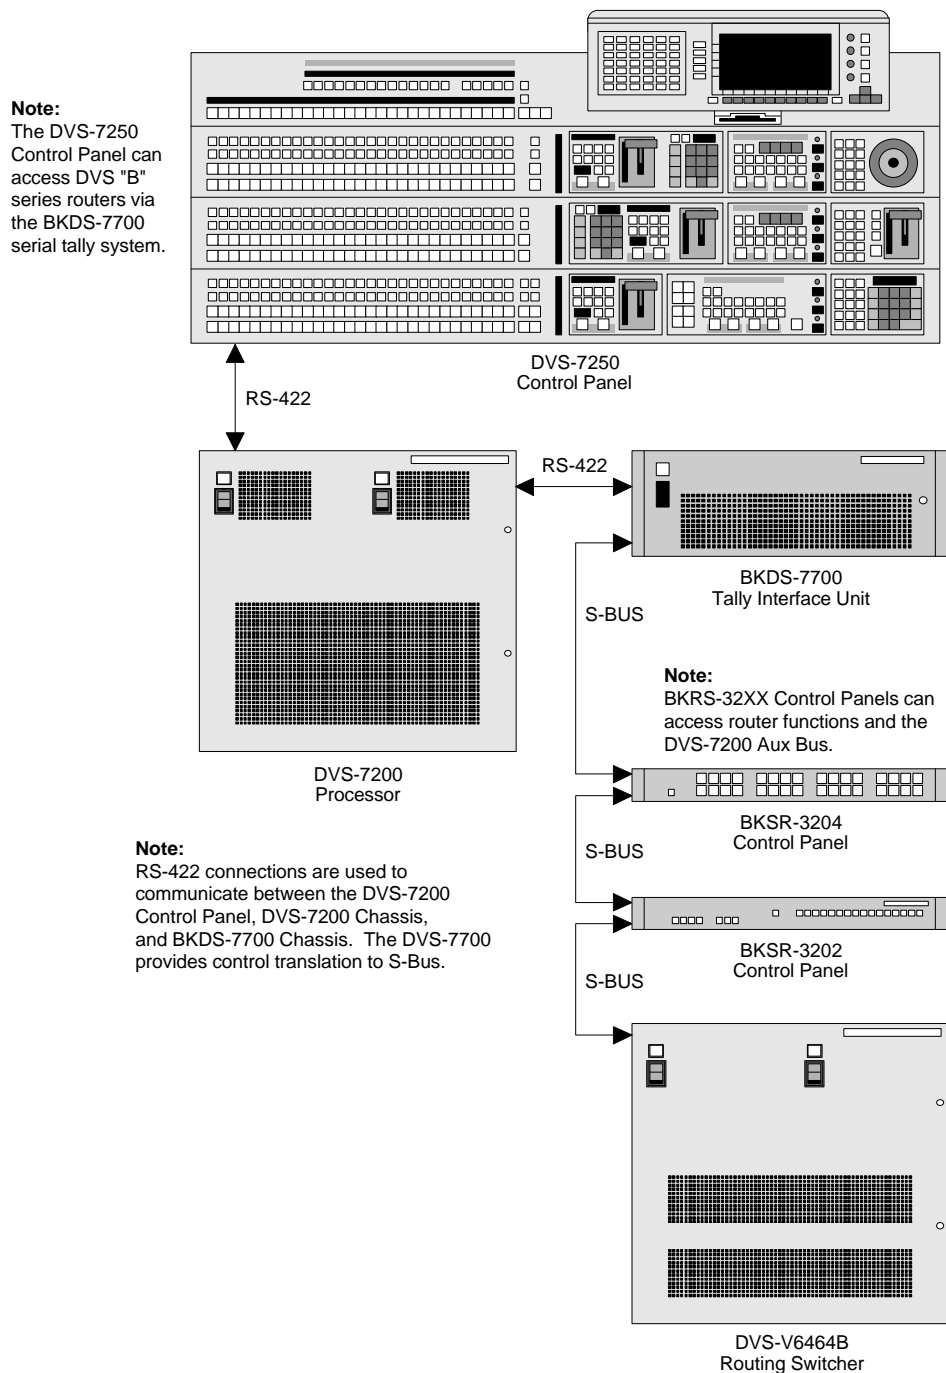 Note:
The DVS-7250
Control Panel can
access DVS "B"
series routers via
the BKDS-7700
serial tally system.
DVS-7250
Control Panel
RS-422
RS-422
BKDS-7700
Tally Interface Unit
S-BUS
Note:
BKRS-32XX Control Panels can
access router functions and the
DVS-7200 Aux Bus.
DVS-7200
Processor
BKSR-3204
Control Panel
Note:
RS-422 connections are used to
communicate between the DVS-7200
Control Panel, DVS-7200 Chassis,
and BKDS-7700 Chassis.  The DVS-7700
provides control translation to S-Bus.
S-BUS
BKSR-3202
Control Panel
S-BUS
DVS-V6464B
Routing Switcher